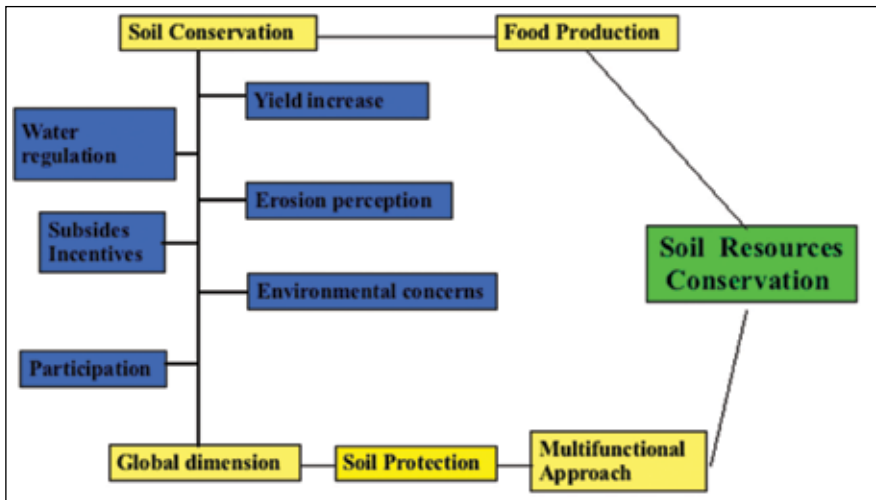 Soil Conservation
Food Production
Yield increase
Water
regulation
Erosion perception
Subsides
Incentives
Soil Resources
Conservation
Environmental concerns
Participation
Global dimension
Soil Protection
Multifunctional
Approach